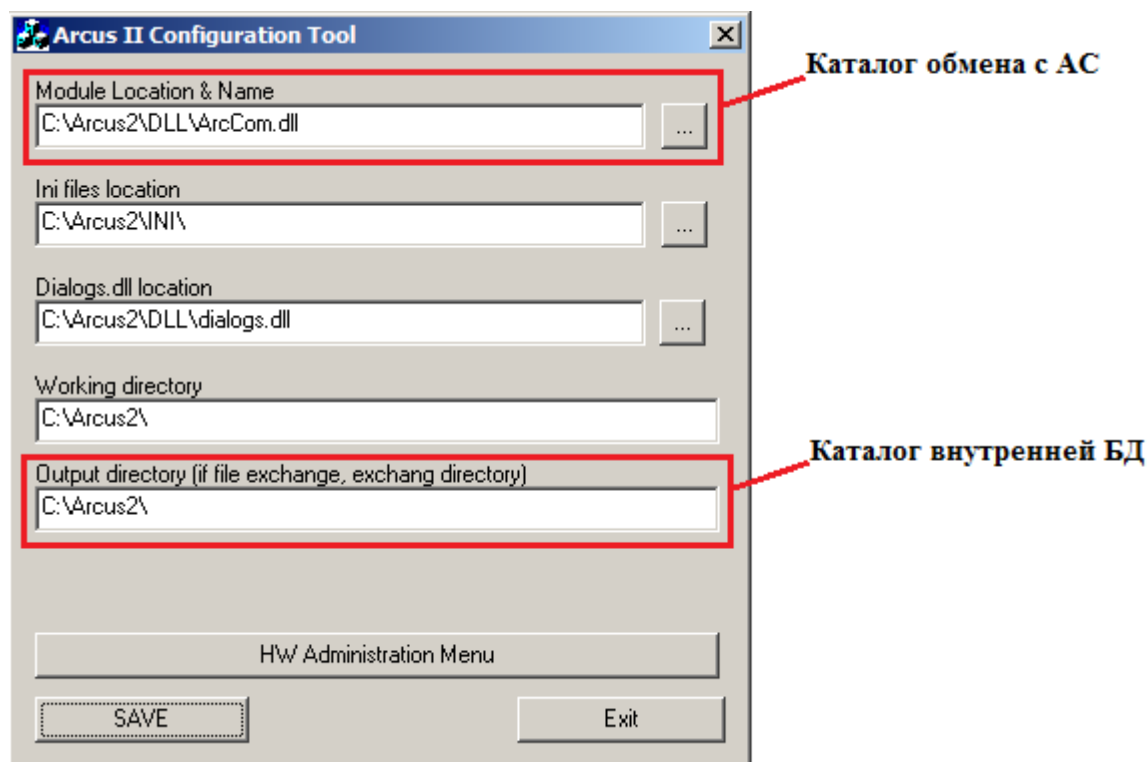 Arcus II Configuration Tool
Каталог обмена с АС
Module Location & Name
C:\Arcus2\DLL\ArcCom.dll
...
Ini files location
C:\Arcus2\INI\
...
Dialogs.dll location
C:\Arcus2\DLL\dialogs.dll
...
Working directory
C:\Arcus2\
Каталог внутренней БД
Output directory (if file exchange, exchang directory)
C:\Arcus2\
HW Administration Menu
SAVE
Exit